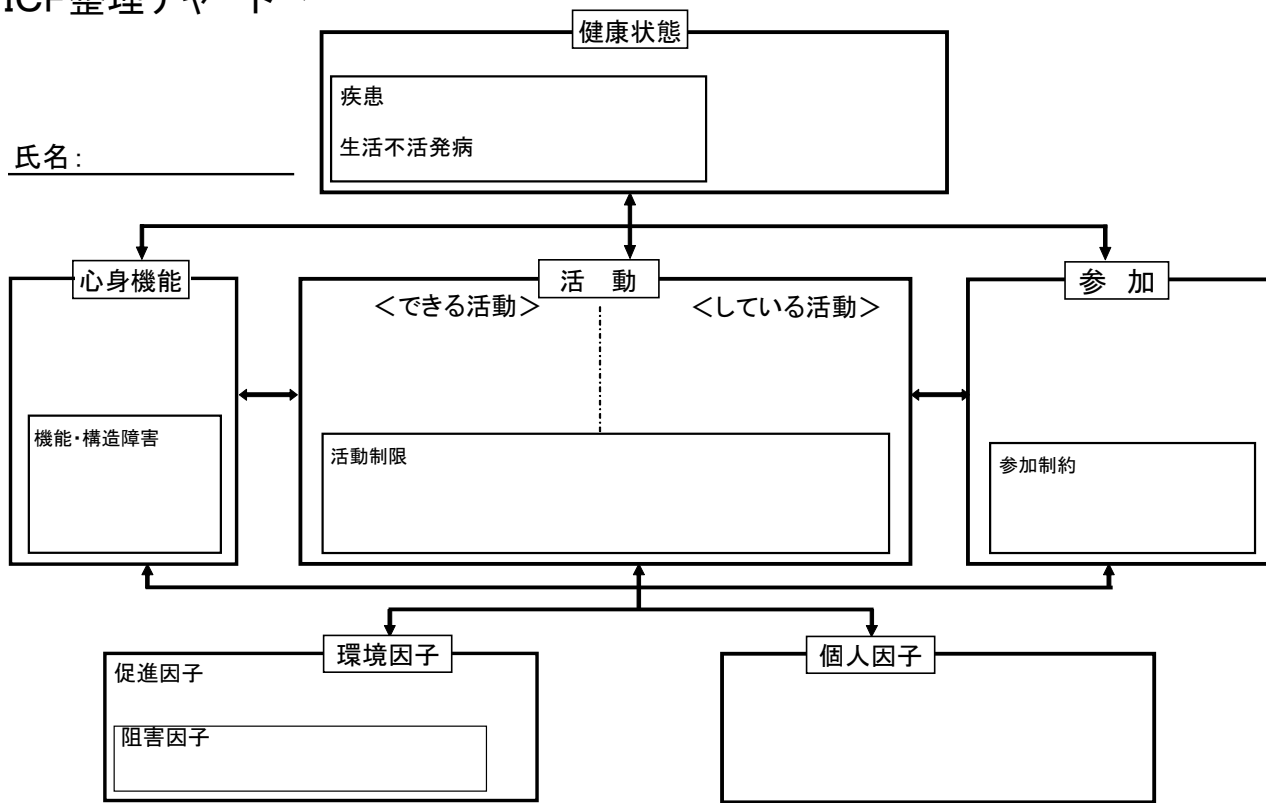 ICF整理チャート
健康状態
疾患
生活不活発病
氏名:
心身機能
活　動
参　加
＜できる活動＞
＜している活動＞
機能・構造障害
活動制限
参加制約
環境因子
個人因子
促進因子
阻害因子